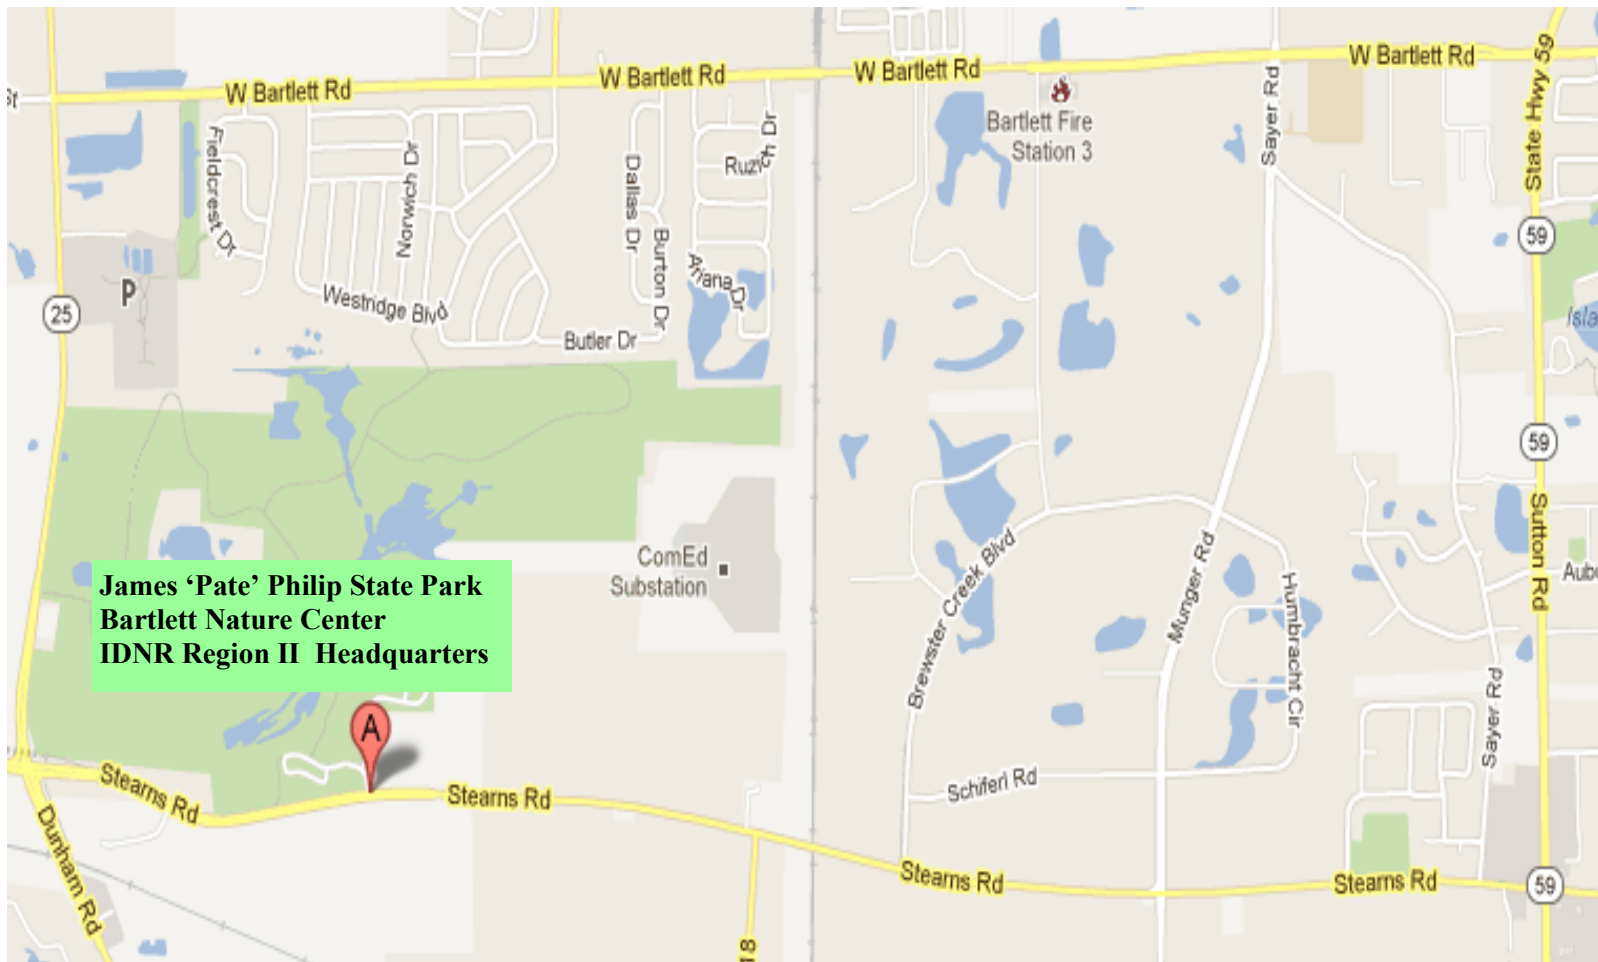 W Bartlett Rd
W Bartlett Rd
W Bartlett Rd
W Bartlett Rd
State Hwy 59
St
Fieldcrest Dr
Norwich Dr
Dallas Dr
Burton Dr
Ruzich Dr
Ariana Dr
Bartlett Fire
Station 3
Sayer Rd
59
25
P
Westridge Blvd
Butler Dr
Isla
59
Sutton Rd
ComEd
Substation
Brewster Creek Blvd
Munger Rd
Humbracht Cir
Aubu
James ‘Pate’ Philip State Park
Bartlett Nature Center
IDNR Region II Headquarters
A
Sayer Rd
Stearns Rd
Stearns Rd
Schiferl Rd
Dunham Rd
Stearns Rd
Stearns Rd
59